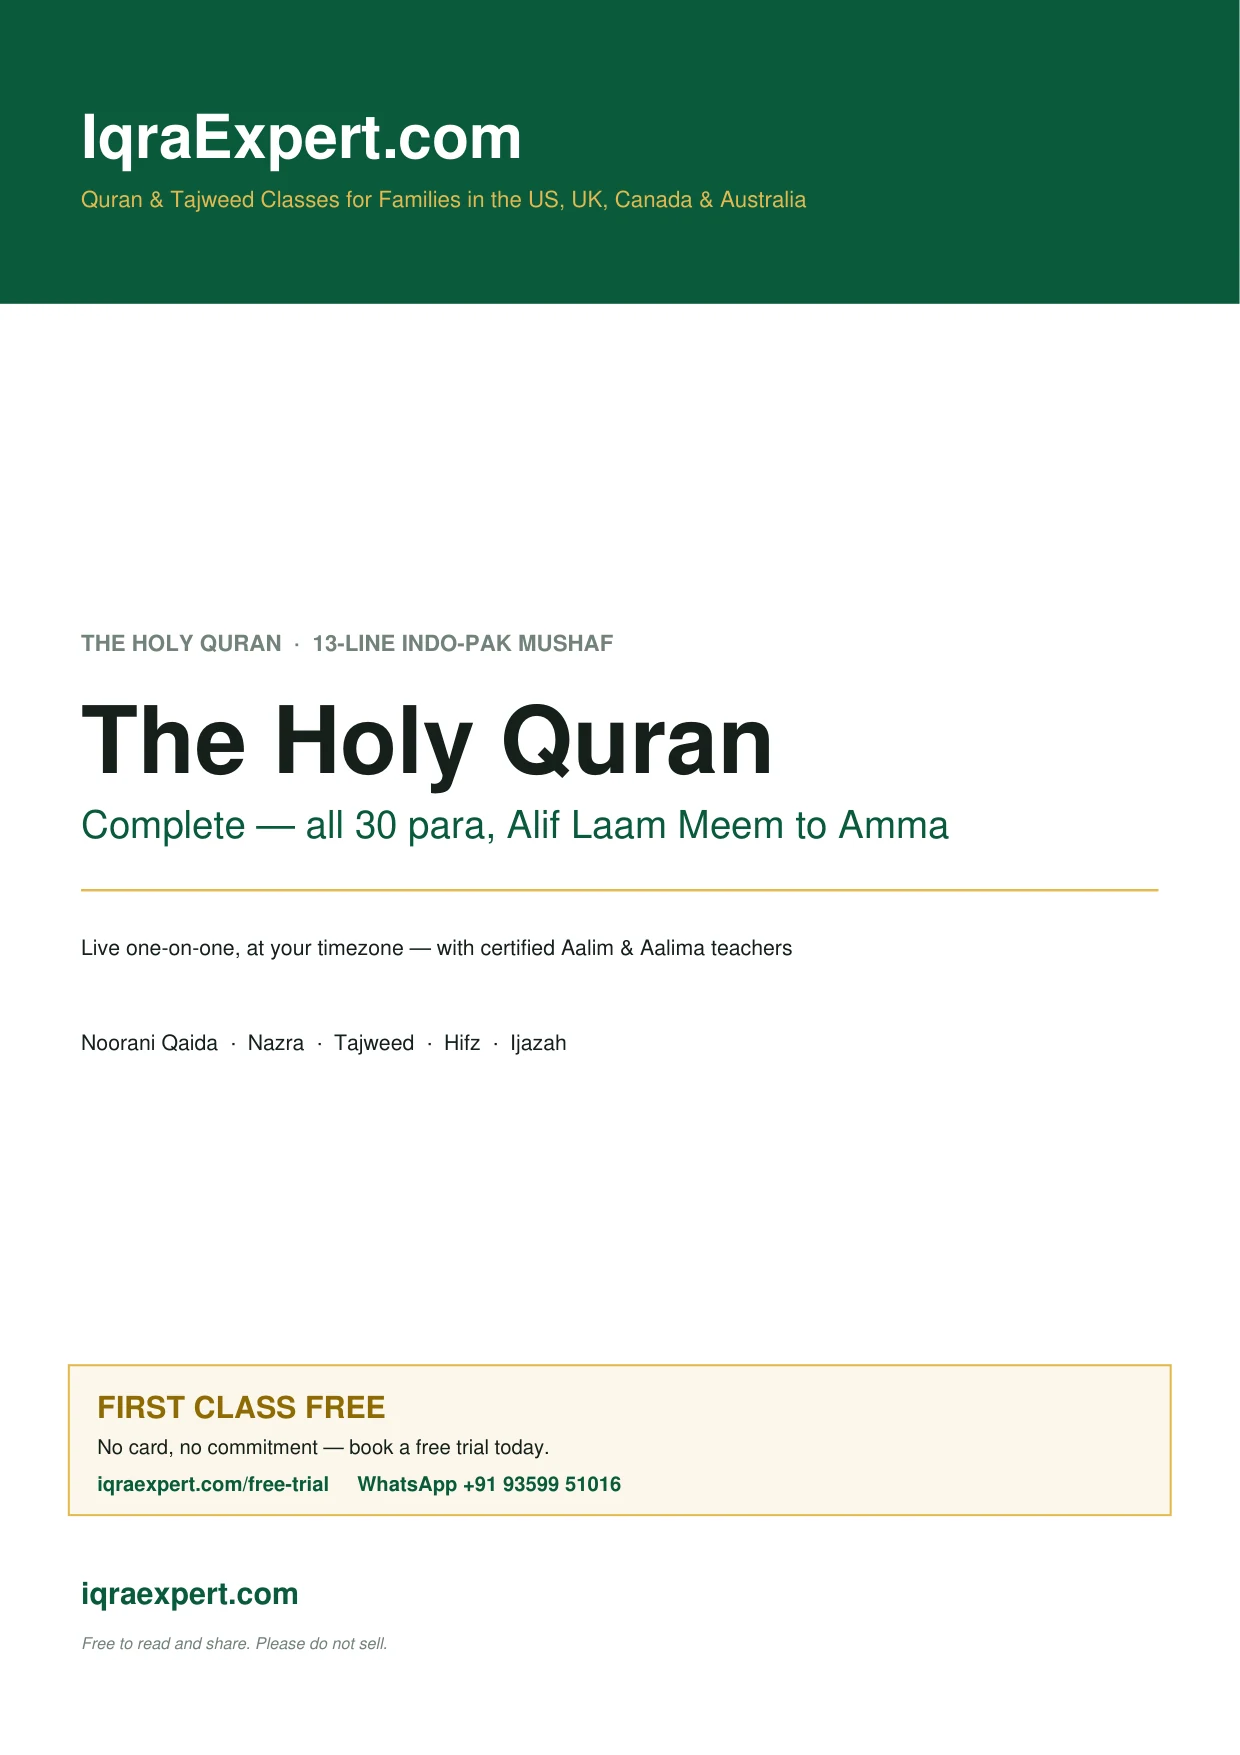 IqraExpert.com
Quran & Tajweed Classes for Families in the US, UK, Canada & Australia
THE HOLY QURAN · 13-LINE INDO-PAK MUSHAF
The Holy Quran
Complete — all 30 para, Alif Laam Meem to Amma
Live one-on-one, at your timezone — with certified Aalim & Aalima teachers
Noorani Qaida · Nazra · Tajweed · Hifz · Ijazah
FIRST CLASS FREE
No card, no commitment — book a free trial today.
iqraexpert.com/free-trial WhatsApp +91 93599 51016
iqraexpert.com
Free to read and share. Please do not sell.